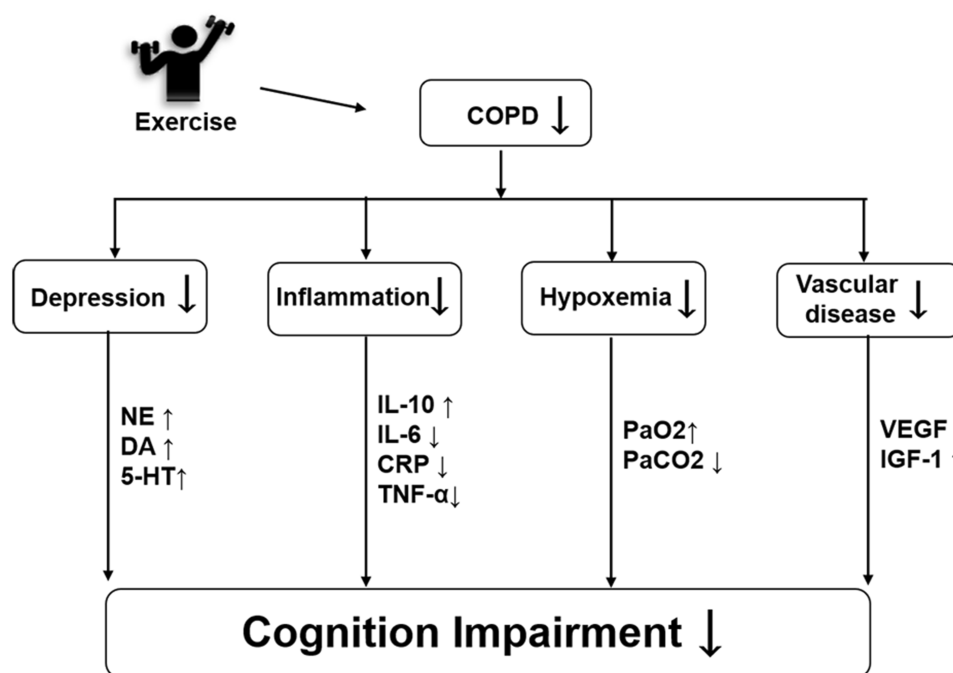 Exercise
COPD ↓
Depression ↓
Inflammation ↓
Hypoxemia ↓
Vascular
disease ↓
NE ↑
DA ↑
5-HT↑
IL-10 ↑
IL-6 ↓
CRP ↓
TNF-α↓
PaO2↑
PaCO2 ↓
VEGF
IGF-1
Cognition Impairment ↓